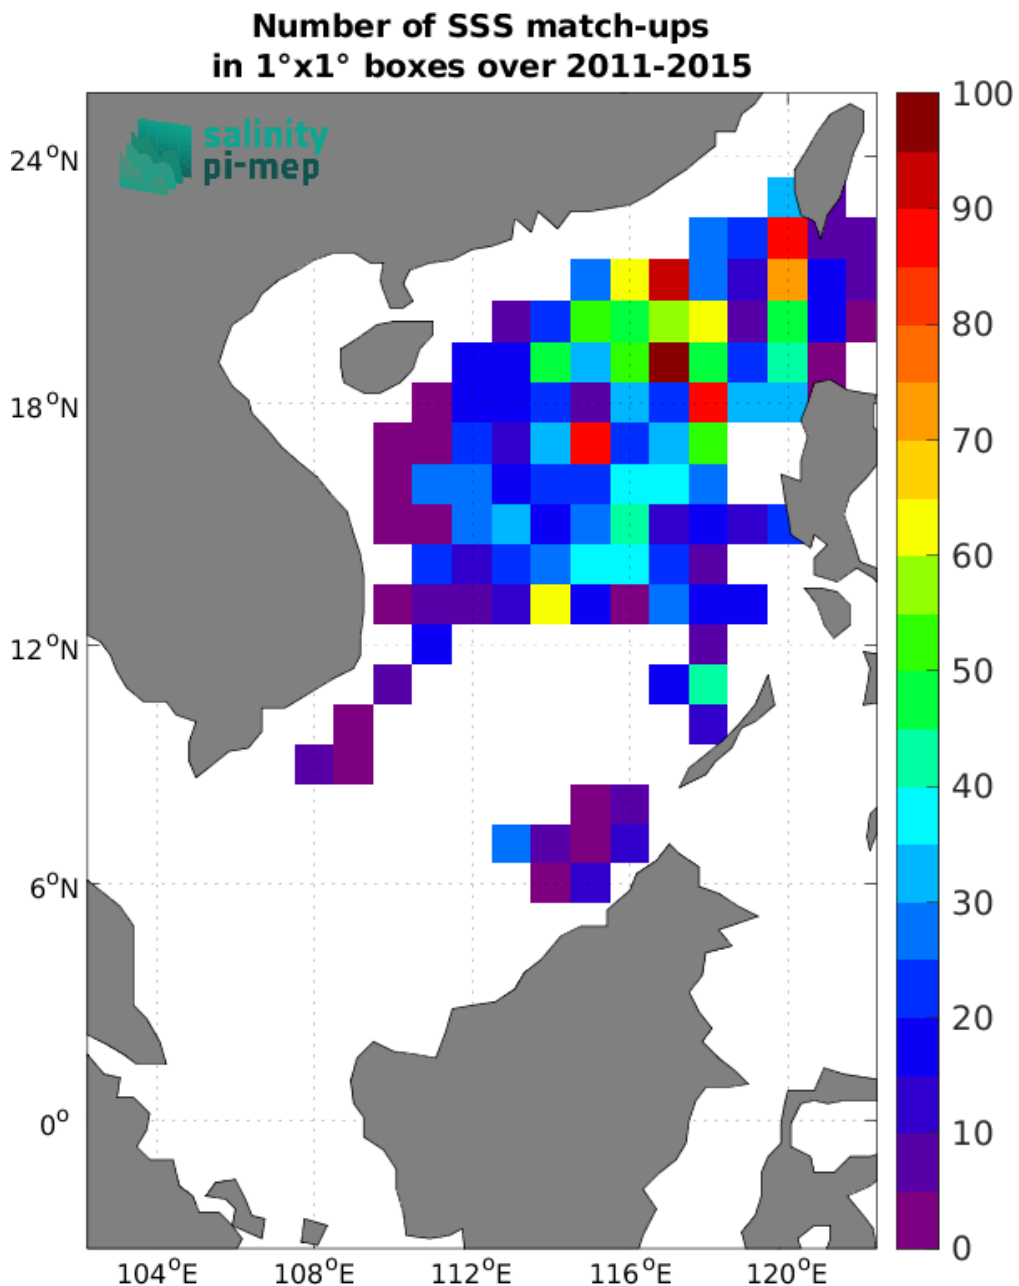 Number of SSS match-ups
in 1°x1° boxes over 2011-2015
salinity
pi-mep
24°N
18°N
12°N
6°N
0°
104°E
108°E
112°E
116°E
120°E
100
90
80
70
60
50
40
30
20
10
0